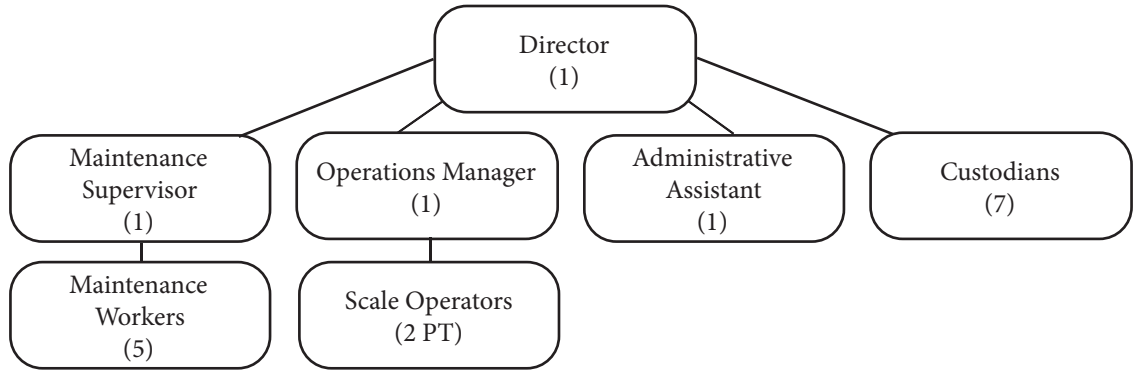 Director
(1)
Maintenance
Supervisor
(1)
Operations Manager
(1)
Administrative
Assistant
(1)
Custodians
(7)
Maintenance
Workers
(5)
Scale Operators
(2 PT)